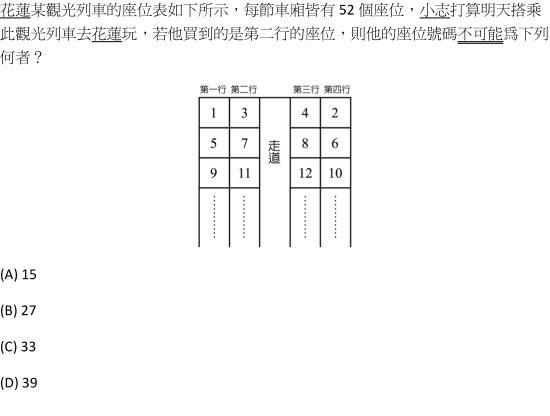 花蓮某觀光列車的座位表如下所示，每節車廂皆有 52 個座位，小志打算明天搭乘
此觀光列車去花蓮玩，若他買到的是第二行的座位，則他的座位號碼不可能為下列
何者？
第一行 第二行 第三行 第四行
1 3 4 2
5 7 走道 8 6
9 11 12 10
(A) 15
(B) 27
(C) 33
(D) 39